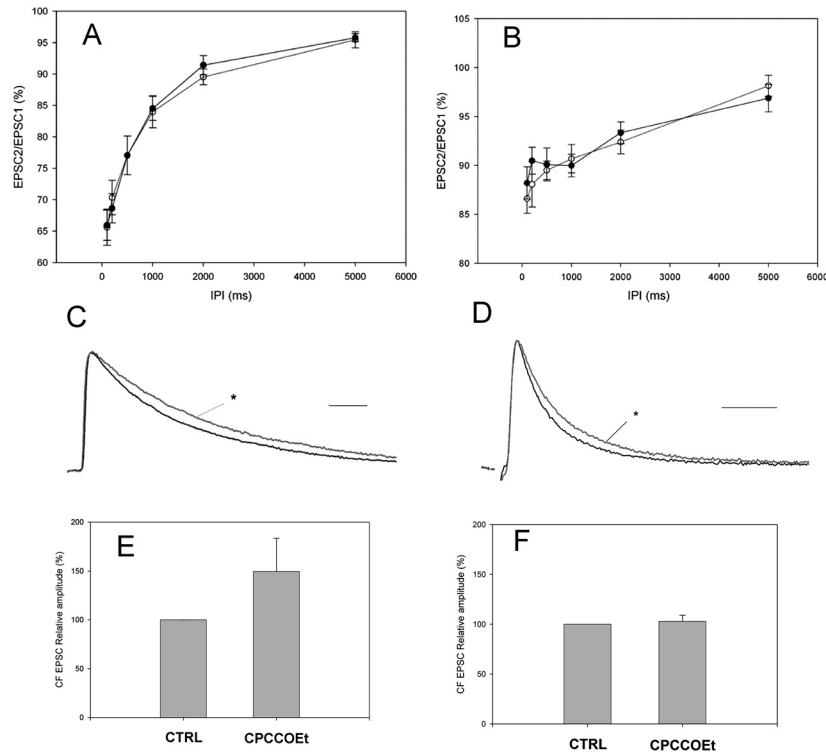 A
EPSC2/EPSC1 (%)
100
95
90
85
80
75
70
65
60
0 1000 2000 3000 4000 5000 6000
IPI (ms)
B
EPSC2/EPSC1 (%)
105
100
95
90
85
80
0 1000 2000 3000 4000 5000 6000
IPI (ms)
C
*
D
*
E
CF EPSC Relative amplitude (%)
200
150
100
50
0
CTRL CPCCOEt
F
CF EPSC Relative amplitude (%)
200
150
100
50
0
CTRL CPCCOEt